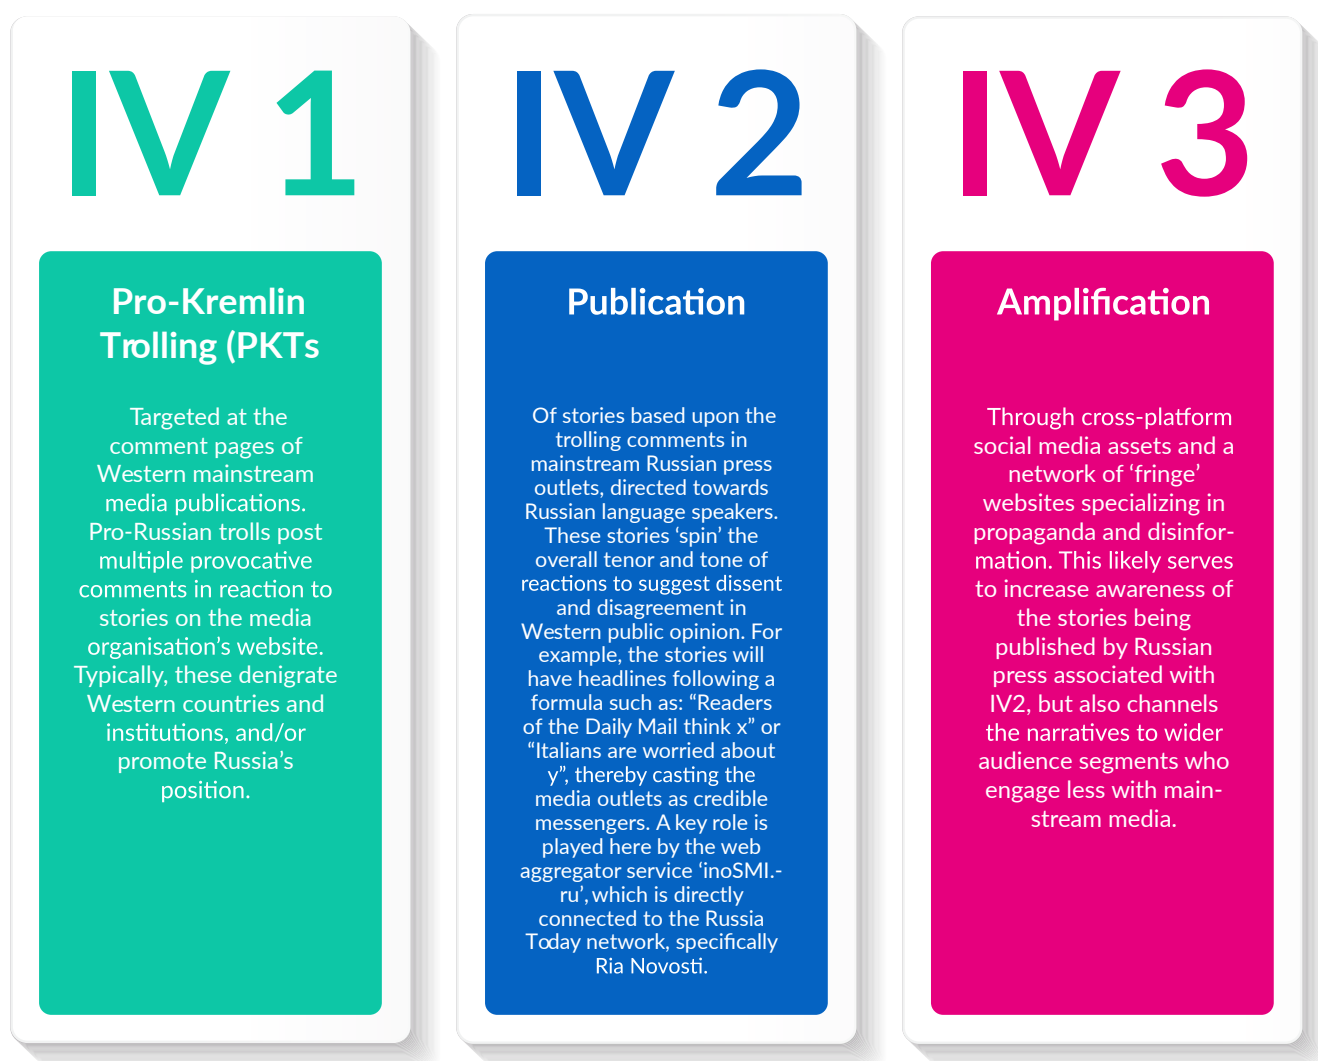 IV 1
Pro-Kremlin
Trolling (PKTs
Targeted at the
comment pages of
Western mainstream
media publications.
Pro-Russian trolls post
multiple provocative
comments in reaction to
stories on the media
organisation's website.
Typically, these denigrate
Western countries and
institutions, and/or
promote Russia's
position.
IV 2
Publication
Of stories based upon the
trolling comments in
mainstream Russian press
outlets, directed towards
Russian language speakers.
These stories ‘spin’ the
overall tenor and tone of
reactions to suggest dissent
and disagreement in
Western public opinion. For
example, the stories will
have headlines following a
formula such as: “Readers
of the Daily Mail think x” or
“Italians are worried about
y”, thereby casting the
media outlets as credible
messengers. A key role is
played here by the web
aggregator service ‘inoSMI.-
ru’, which is directly
connected to the Russia
Today network, specifically
Ria Novosti.
IV 3
Amplification
Through cross-platform
social media assets and a
network of ‘fringe’
websites specializing in
propaganda and disinfor-
mation. This likely serves
to increase awareness of
the stories being
published by Russian
press associated with
IV2, but also channels
the narratives to wider
audience segments who
engage less with main-
stream media.